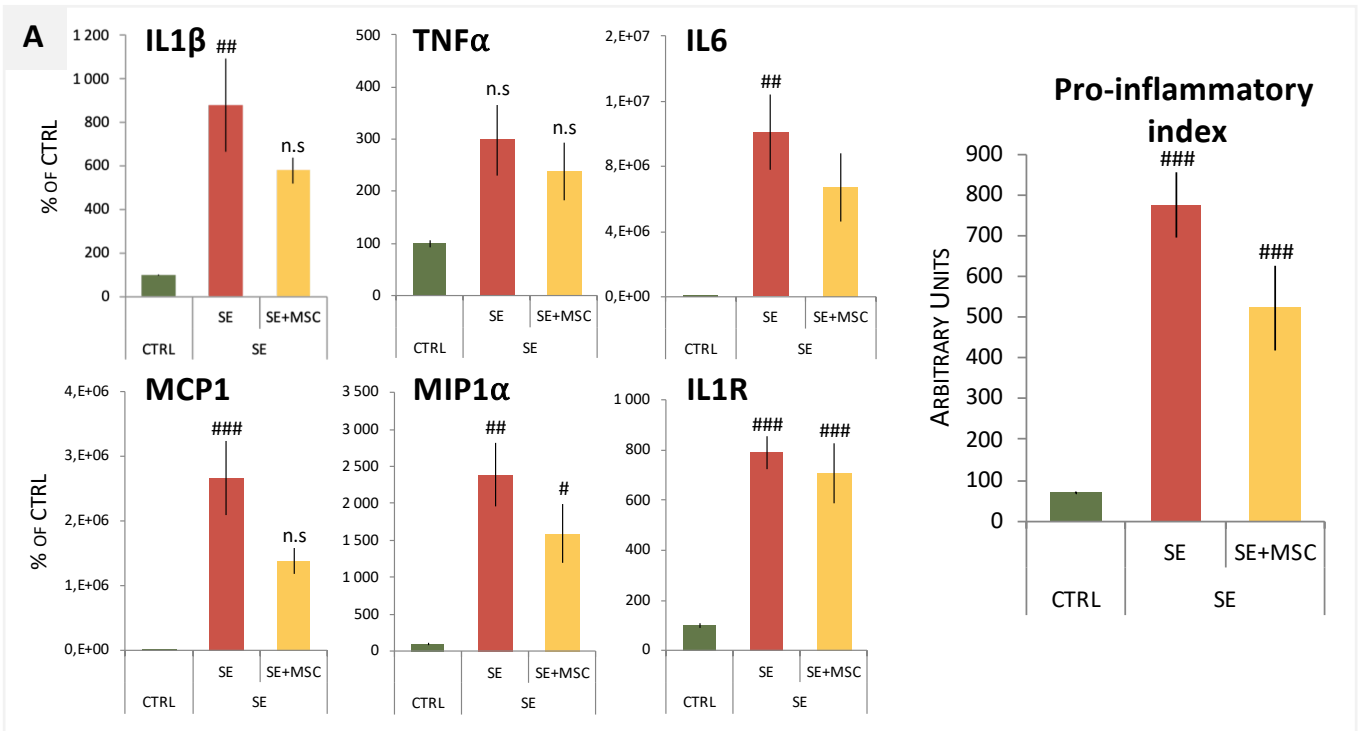 A
IL1β
% OF CTRL
1 200
1 000
800
600
400
200
0
##
n.s
SE
SE+MSC
CTRL
SE
TNFα
500
400
300
200
100
0
n.s
n.s
SE
SE+MSC
CTRL
SE
IL6
2,E+07
1,E+07
8,E+06
4,E+06
0,E+00
##
SE
SE+MSC
CTRL
SE
Pro-inflammatory
index
ARBITRARY UNITS
900
800
700
600
500
400
300
200
100
0
###
###
SE
SE+MSC
CTRL
SE
MCP1
% OF CTRL
4,E+06
3,E+06
2,E+06
1,E+06
0,E+00
###
n.s
SE
SE+MSC
CTRL
SE
MIP1α
3 500
3 000
2 500
2 000
1 500
1 000
500
0
##
#
SE
SE+MSC
CTRL
SE
IL1R
1 000
800
600
400
200
0
###
###
SE
SE+MSC
CTRL
SE